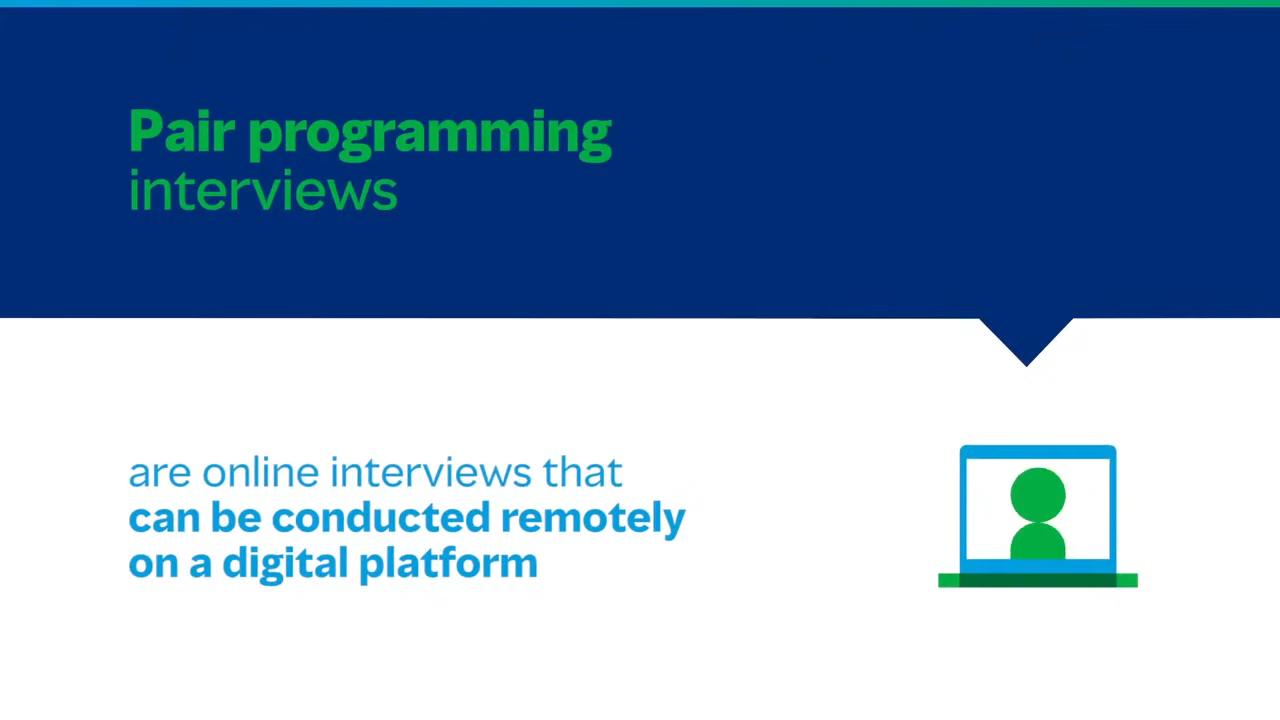 Pair programming
interviews
are online interviews that
can be conducted remotely
on a digital platform